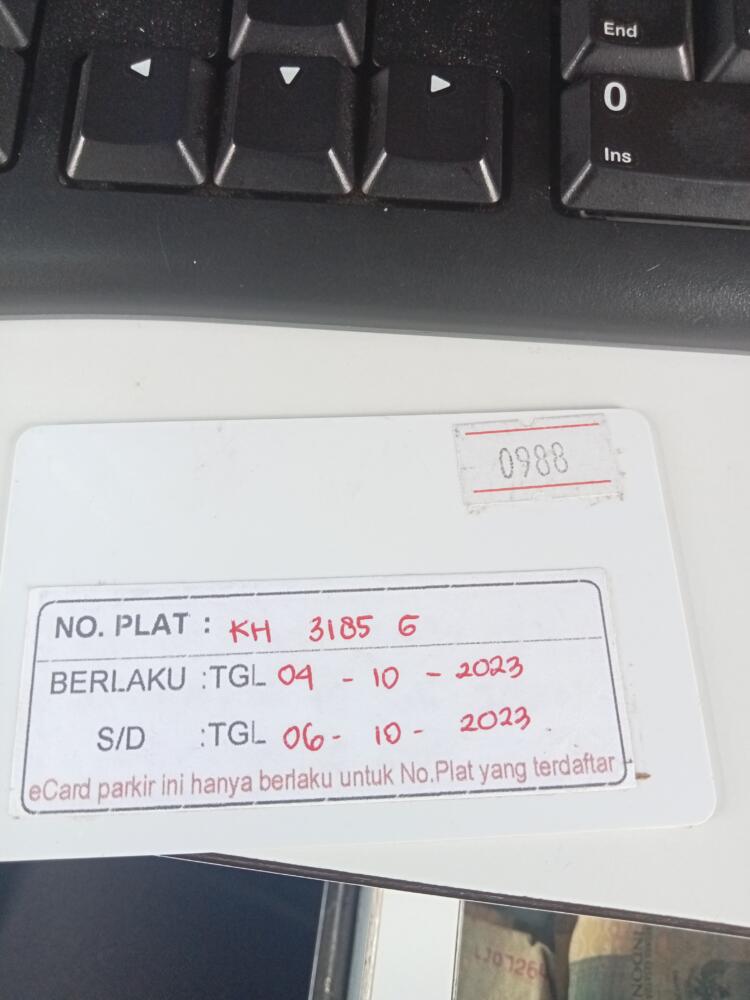 End
0
Ins
0988
NO. PLAT : KH 3185 G
BERLAKU :TGL 04 - 10 - 2023
S/D :TGL 06 - 10 - 2023
eCard parkir ini hanya berlaku untuk No.Plat yang terdaftar